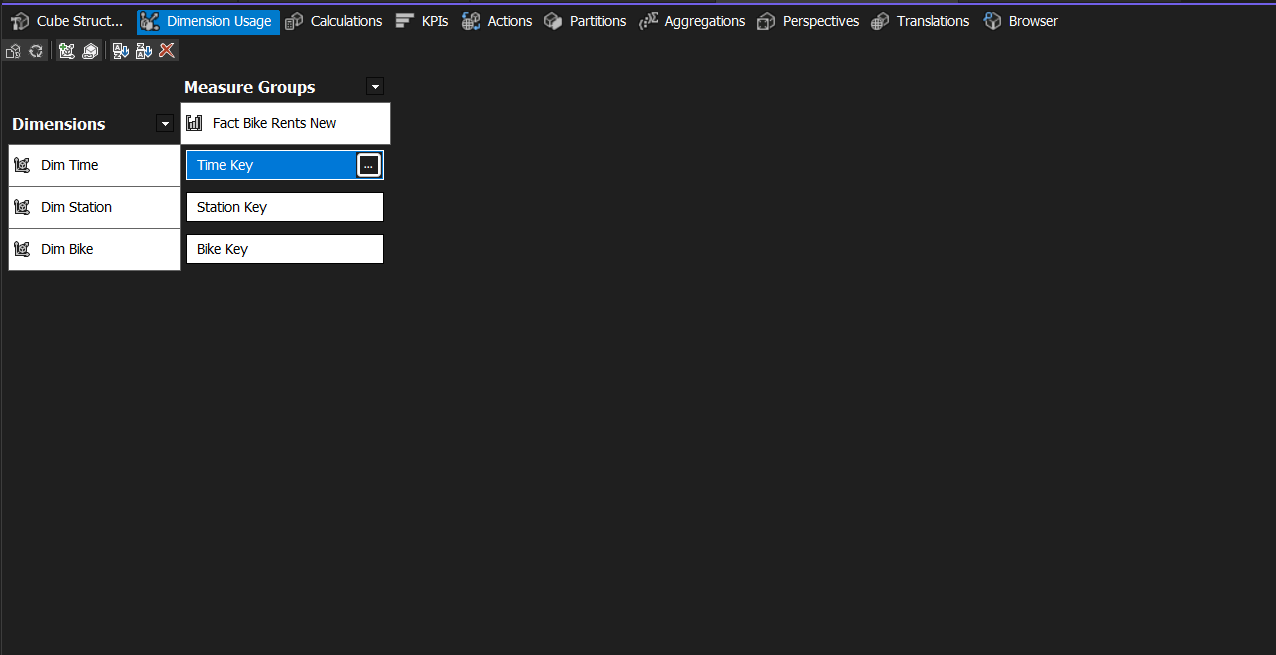 Cube Struct... Dimension Usage Calculations KPIs Actions Partitions Aggregations Perspectives Translations Browser
Measure Groups
Dimensions Fact Bike Rents New
Dim Time Time Key ...
Dim Station Station Key
Dim Bike Bike Key